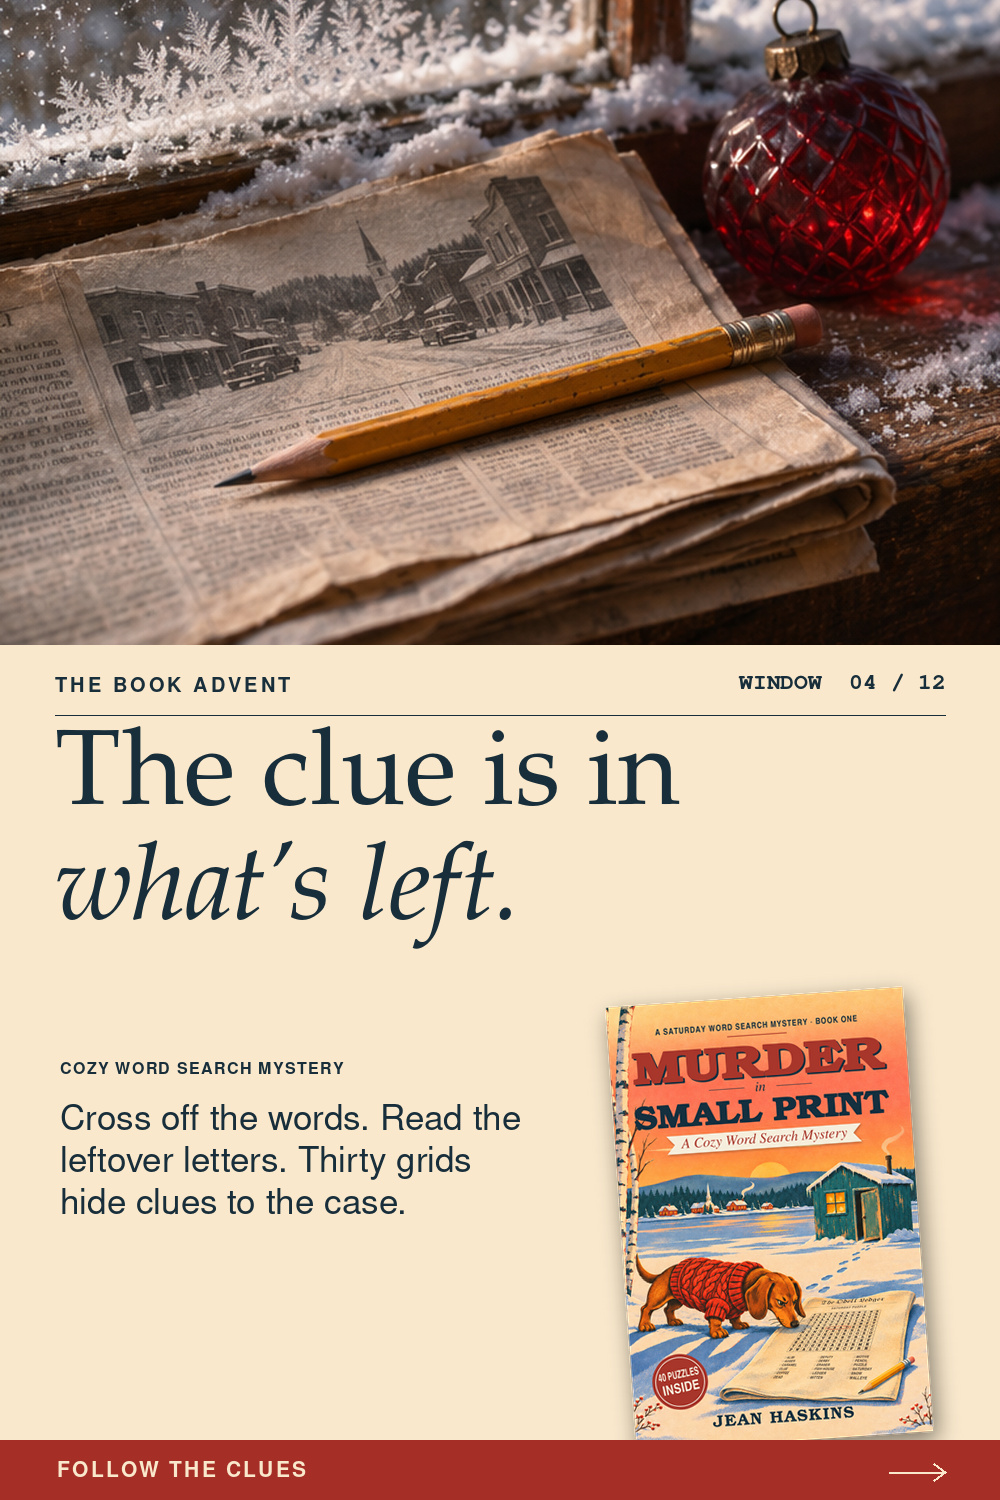 THE BOOK ADVENT
WINDOW 04 / 12
The clue is in
what's left.
COZY WORD SEARCH MYSTERY
Cross off the words. Read the
leftover letters. Thirty grids
hide clues to the case.
A SATURDAY WORD SEARCH MYSTERY · BOOK ONE
MURDER
in
SMALL PRINT
A Cozy Word Search Mystery
SATURDAY PUZZLE
40 PUZZLES
INSIDE
JEAN HASKINS
FOLLOW THE CLUES